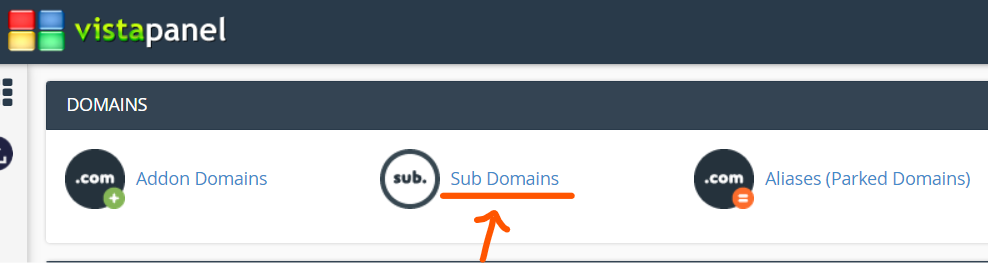 vistapanel
DOMAINS
.com Addon Domains
sub. Sub Domains
.com Aliases (Parked Domains)